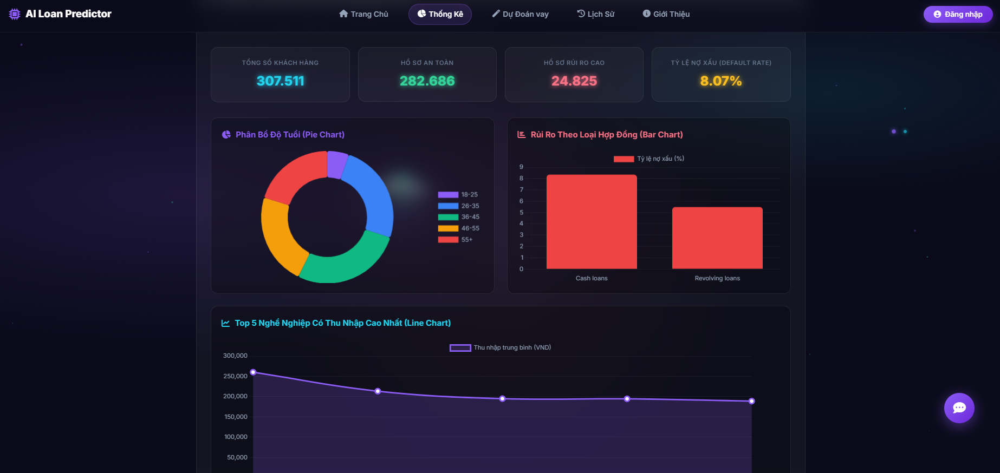 AI Loan Predictor
Trang Chủ
Thống Kê
Dự Đoán vay
Lịch Sử
Giới Thiệu
Đăng nhập
TỔNG SỐ KHÁCH HÀNG
307.511
HỒ SƠ AN TOÀN
282.686
HỒ SƠ RỦI RO CAO
24.825
TỶ LỆ NỢ XẤU (DEFAULT RATE)
8.07%
Phân Bổ Độ Tuổi (Pie Chart)
18-25
26-35
36-45
46-55
55+
Rủi Ro Theo Loại Hợp Đồng (Bar Chart)
Tỷ lệ nợ xấu (%)
9
8
7
6
5
4
3
2
1
0
Cash loans
Revolving loans
Top 5 Nghề Nghiệp Có Thu Nhập Cao Nhất (Line Chart)
Thu nhập trung bình (VND)
300,000
250,000
200,000
150,000
100,000
50,000